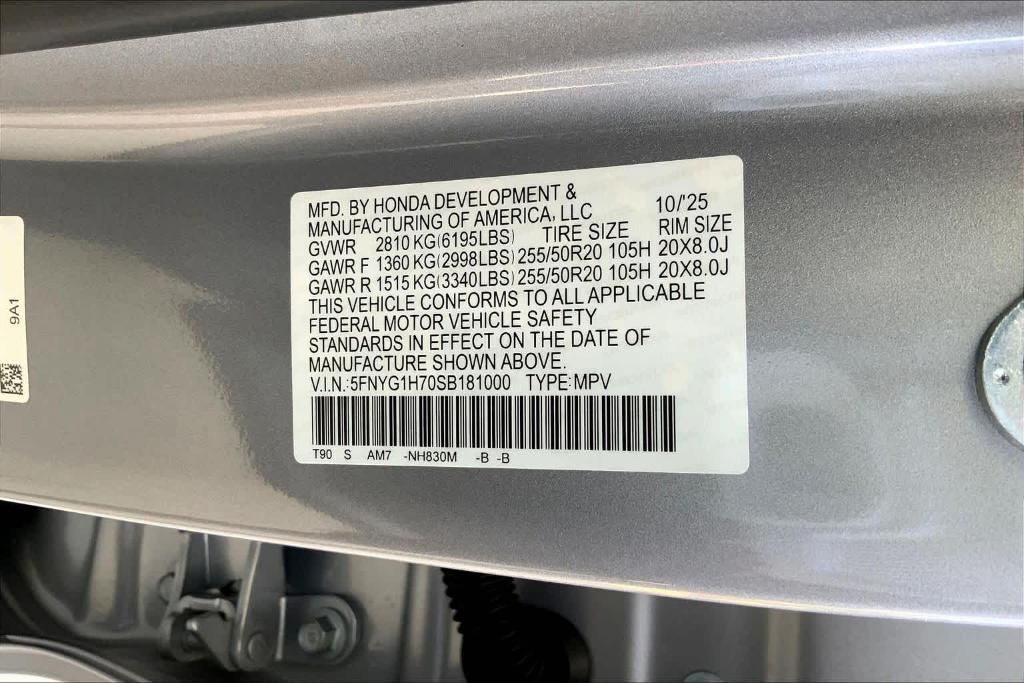 MFD. BY HONDA DEVELOPMENT &
MANUFACTURING OF AMERICA, LLC 10/'25
GVWR 2810 KG(6195LBS) TIRE SIZE RIM SIZE
GAWR F 1360 KG(2998LBS) 255/50R20 105H 20X8.0J
GAWR R 1515 KG(3340LBS) 255/50R20 105H 20X8.0J
THIS VEHICLE CONFORMS TO ALL APPLICABLE
FEDERAL MOTOR VEHICLE SAFETY
STANDARDS IN EFFECT ON THE DATE OF
MANUFACTURE SHOWN ABOVE.
V.I.N.:5FNYG1H70SB181000 TYPE:MPV
T90 S AM7 -NH830M -B -B
9A1